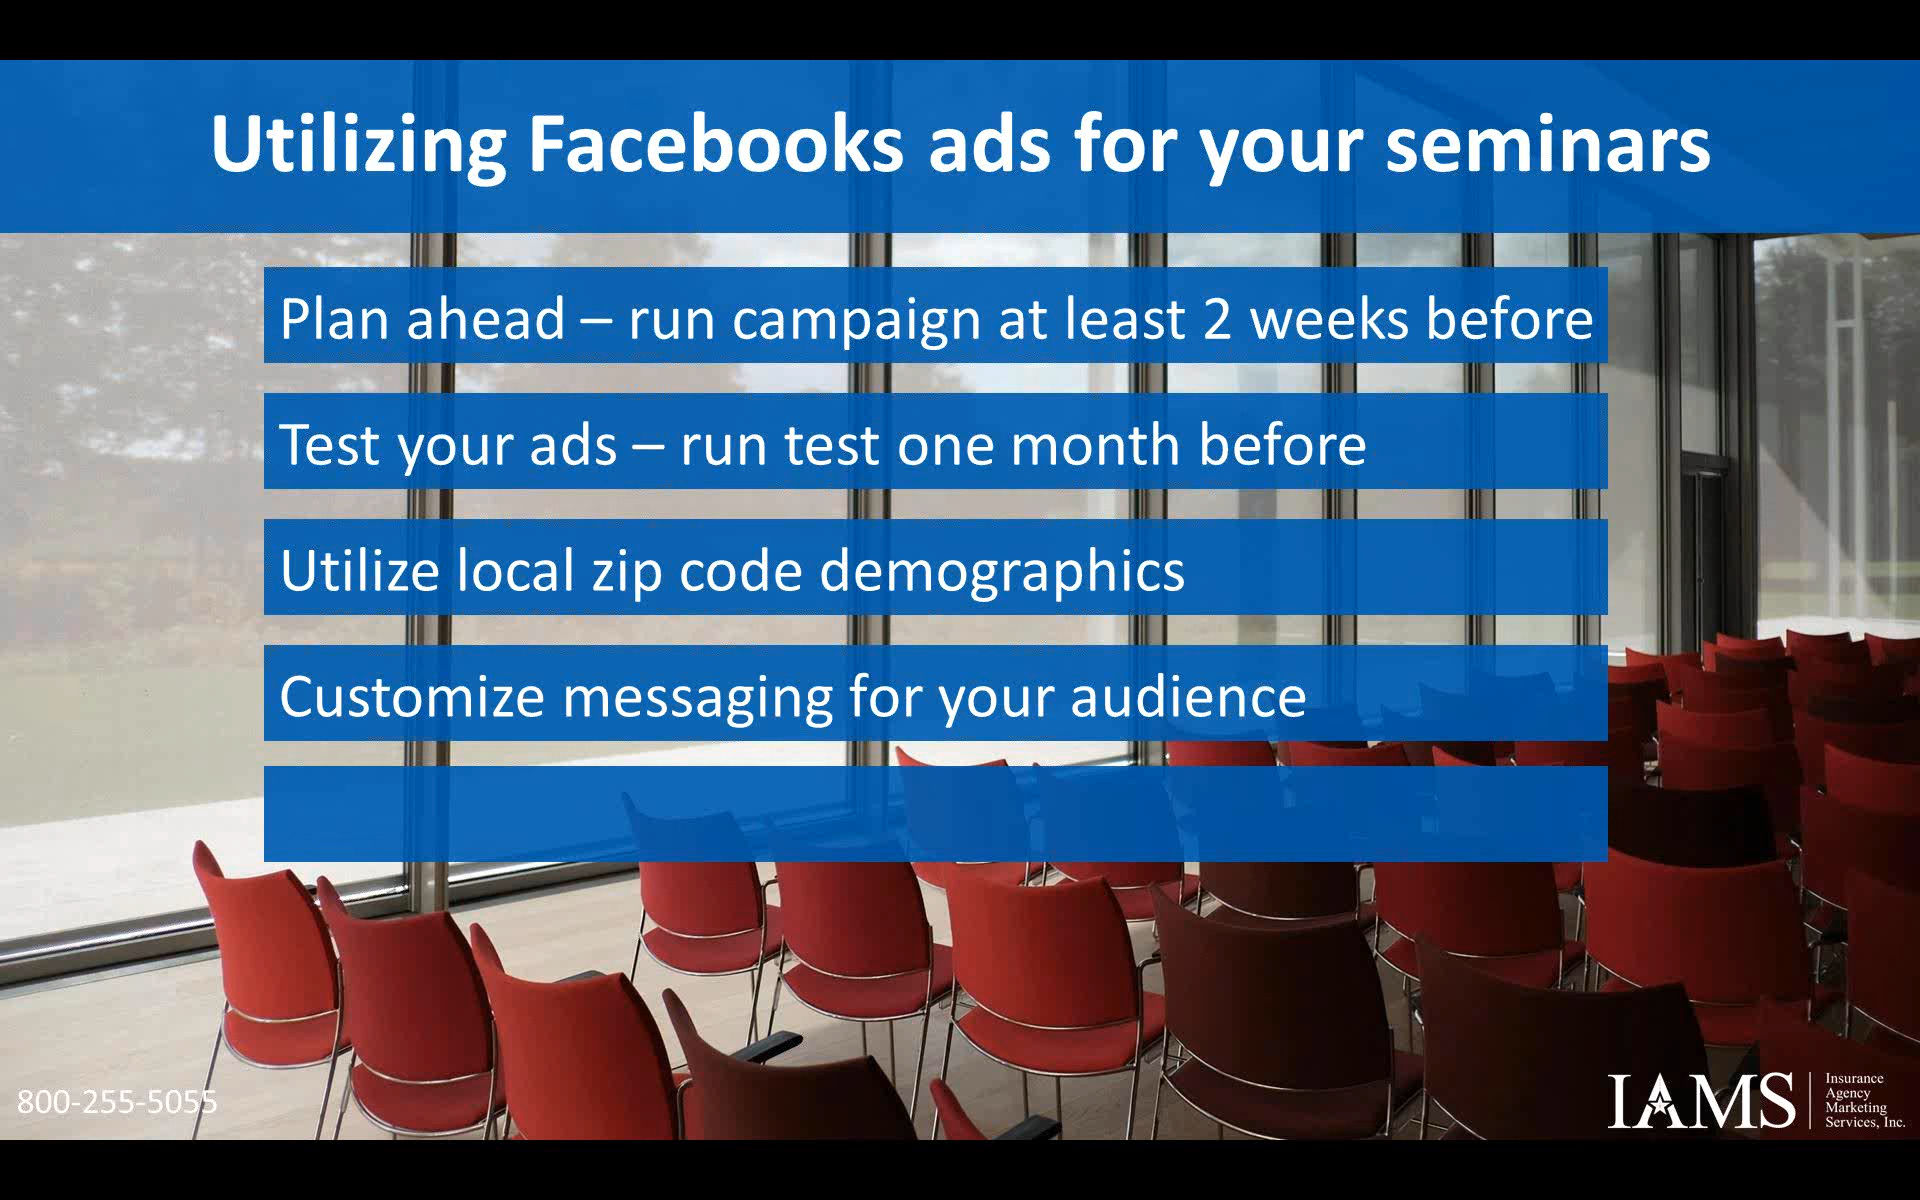 Utilizing Facebooks ads for your seminars
Plan ahead – run campaign at least 2 weeks before
Test your ads – run test one month before
Utilize local zip code demographics
Customize messaging for your audience
800-255-5055
IAMS
Insurance
Agency
Marketing
Services, Inc.